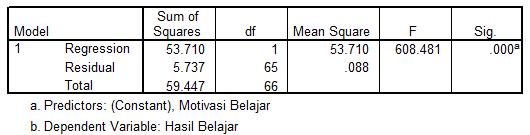 Model Sum of Squares df Mean Square F Sig.
1 Regression 53.710 1 53.710 608.481 .000a
Residual 5.737 65 .088
Total 59.447 66
a. Predictors: (Constant), Motivasi Belajar
b. Dependent Variable: Hasil Belajar